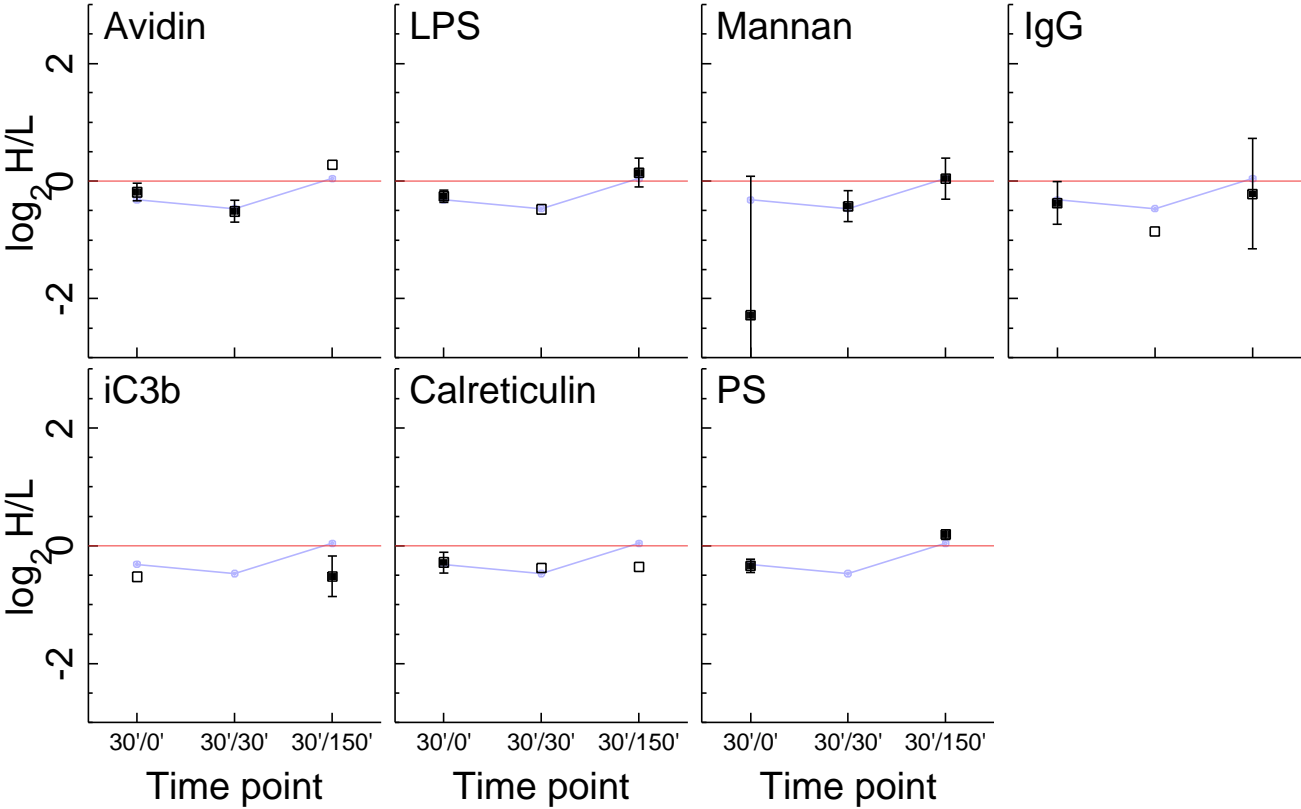 Avidin LPS Mannan IgG
2
0
-2
log2 H/L
iC3b Calreticulin PS
2
0
-2
log2 H/L
30'/0' 30'/30' 30'/150' 30'/0' 30'/30' 30'/150' 30'/0' 30'/30' 30'/150'
Time point Time point Time point